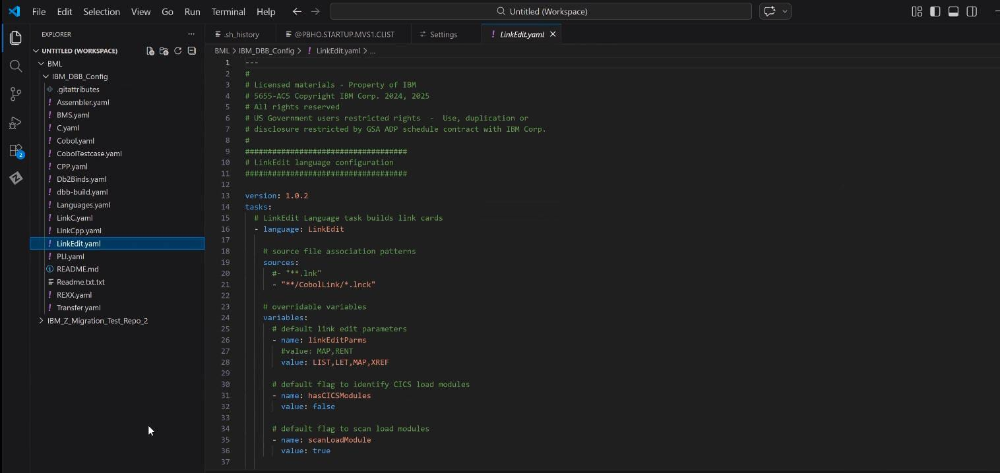 File Edit Selection View Go Run Terminal Help
Untitled (Workspace)
EXPLORER
UNTITLED (WORKSPACE)
BML
IBM_DBB_Config
.gitattributes
Assembler.yaml
BMS.yaml
C.yaml
Cobol.yaml
CobolTestcase.yaml
CPP.yaml
Db2Binds.yaml
dbb-build.yaml
Languages.yaml
LinkC.yaml
LinkCpp.yaml
LinkEdit.yaml
PLI.yaml
README.md
Readme.txt.txt
REXX.yaml
Transfer.yaml
IBM_Z_Migration_Test_Repo_2
2
.sh_history @PBHO.STARTUP.MVS1.CLIST Settings ! LinkEdit.yaml
BML > IBM_DBB_Config > ! LinkEdit.yaml > ...
1 ---
2 #
3 # Licensed materials - Property of IBM
4 # 5655-AC5 Copyright IBM Corp. 2024, 2025
5 # All rights reserved
6 # US Government users restricted rights  -  Use, duplication or
7 # disclosure restricted by GSA ADP schedule contract with IBM Corp.
8 #
9 ####################################
10 # LinkEdit language configuration
11 ####################################
12
13 version: 1.0.2
14 tasks:
15   # LinkEdit Language task builds link cards
16   - language: LinkEdit
17
18     # source file association patterns
19     sources:
20       #- "**.lnk"
21       - "**/CobolLink/*.lnck"
22
23     # overridable variables
24     variables:
25       # default link edit parameters
26       - name: linkEditParms
27         #value: MAP,RENT
28         value: LIST,LET,MAP,XREF
29
30       # default flag to identify CICS load modules
31       - name: hasCICSModules
32         value: false
33
34       # default flag to scan load modules
35       - name: scanLoadModule
36         value: true
37